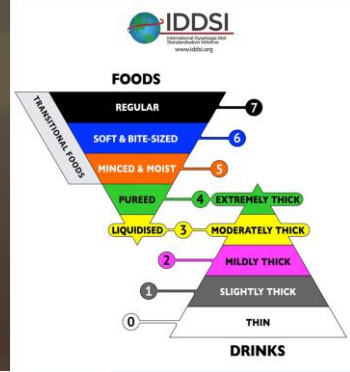 IDDSI
International Dysphagia Diet
Standardisation Initiative
www.iddsi.org
FOODS
TRANSITIONAL FOODS
REGULAR 7
SOFT & BITE-SIZED 6
MINCED & MOIST 5
PUREED 4 EXTREMELY THICK
LIQUIDISED 3 MODERATELY THICK
2 MILDLY THICK
1 SLIGHTLY THICK
0 THIN
DRINKS